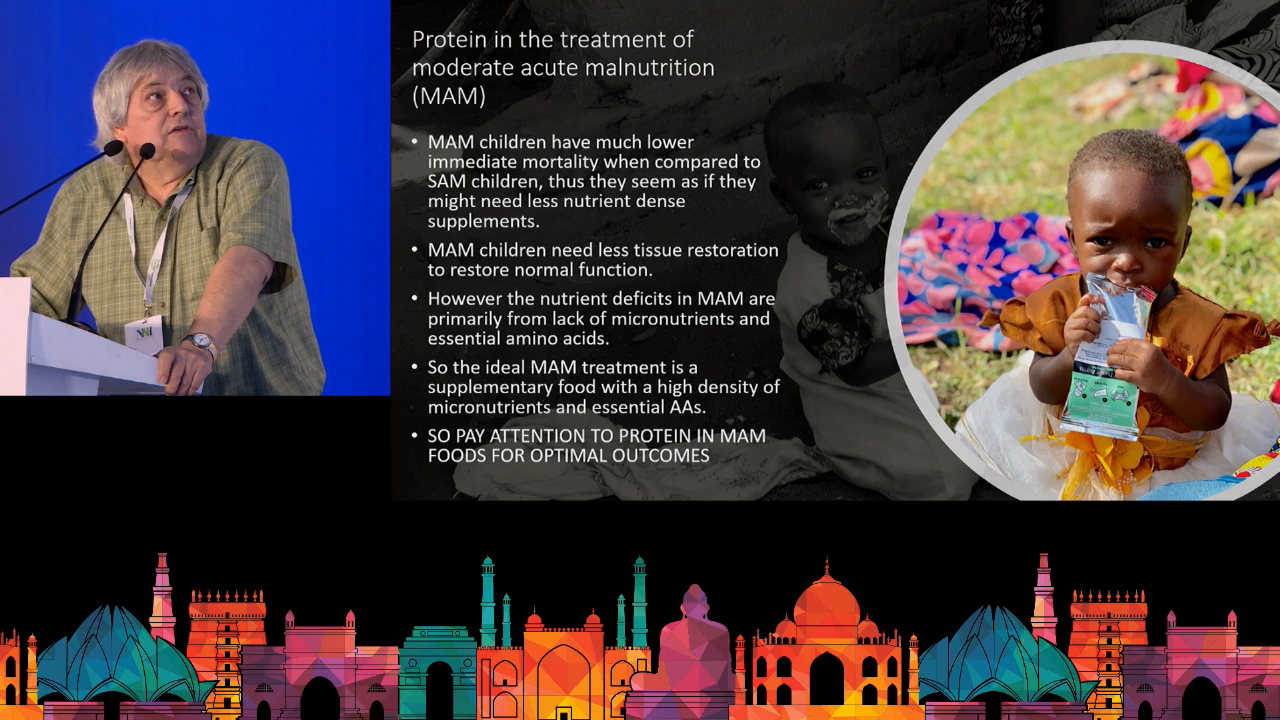 Protein in the treatment of
moderate acute malnutrition
(MAM)
• MAM children have much lower
immediate mortality when compared to
SAM children, thus they seem as if they
might need less nutrient dense
supplements.
• MAM children need less tissue restoration
to restore normal function.
• However the nutrient deficits in MAM are
primarily from lack of micronutrients and
essential amino acids.
• So the ideal MAM treatment is a
supplementary food with a high density of
micronutrients and essential AAs.
• SO PAY ATTENTION TO PROTEIN IN MAM
FOODS FOR OPTIMAL OUTCOMES